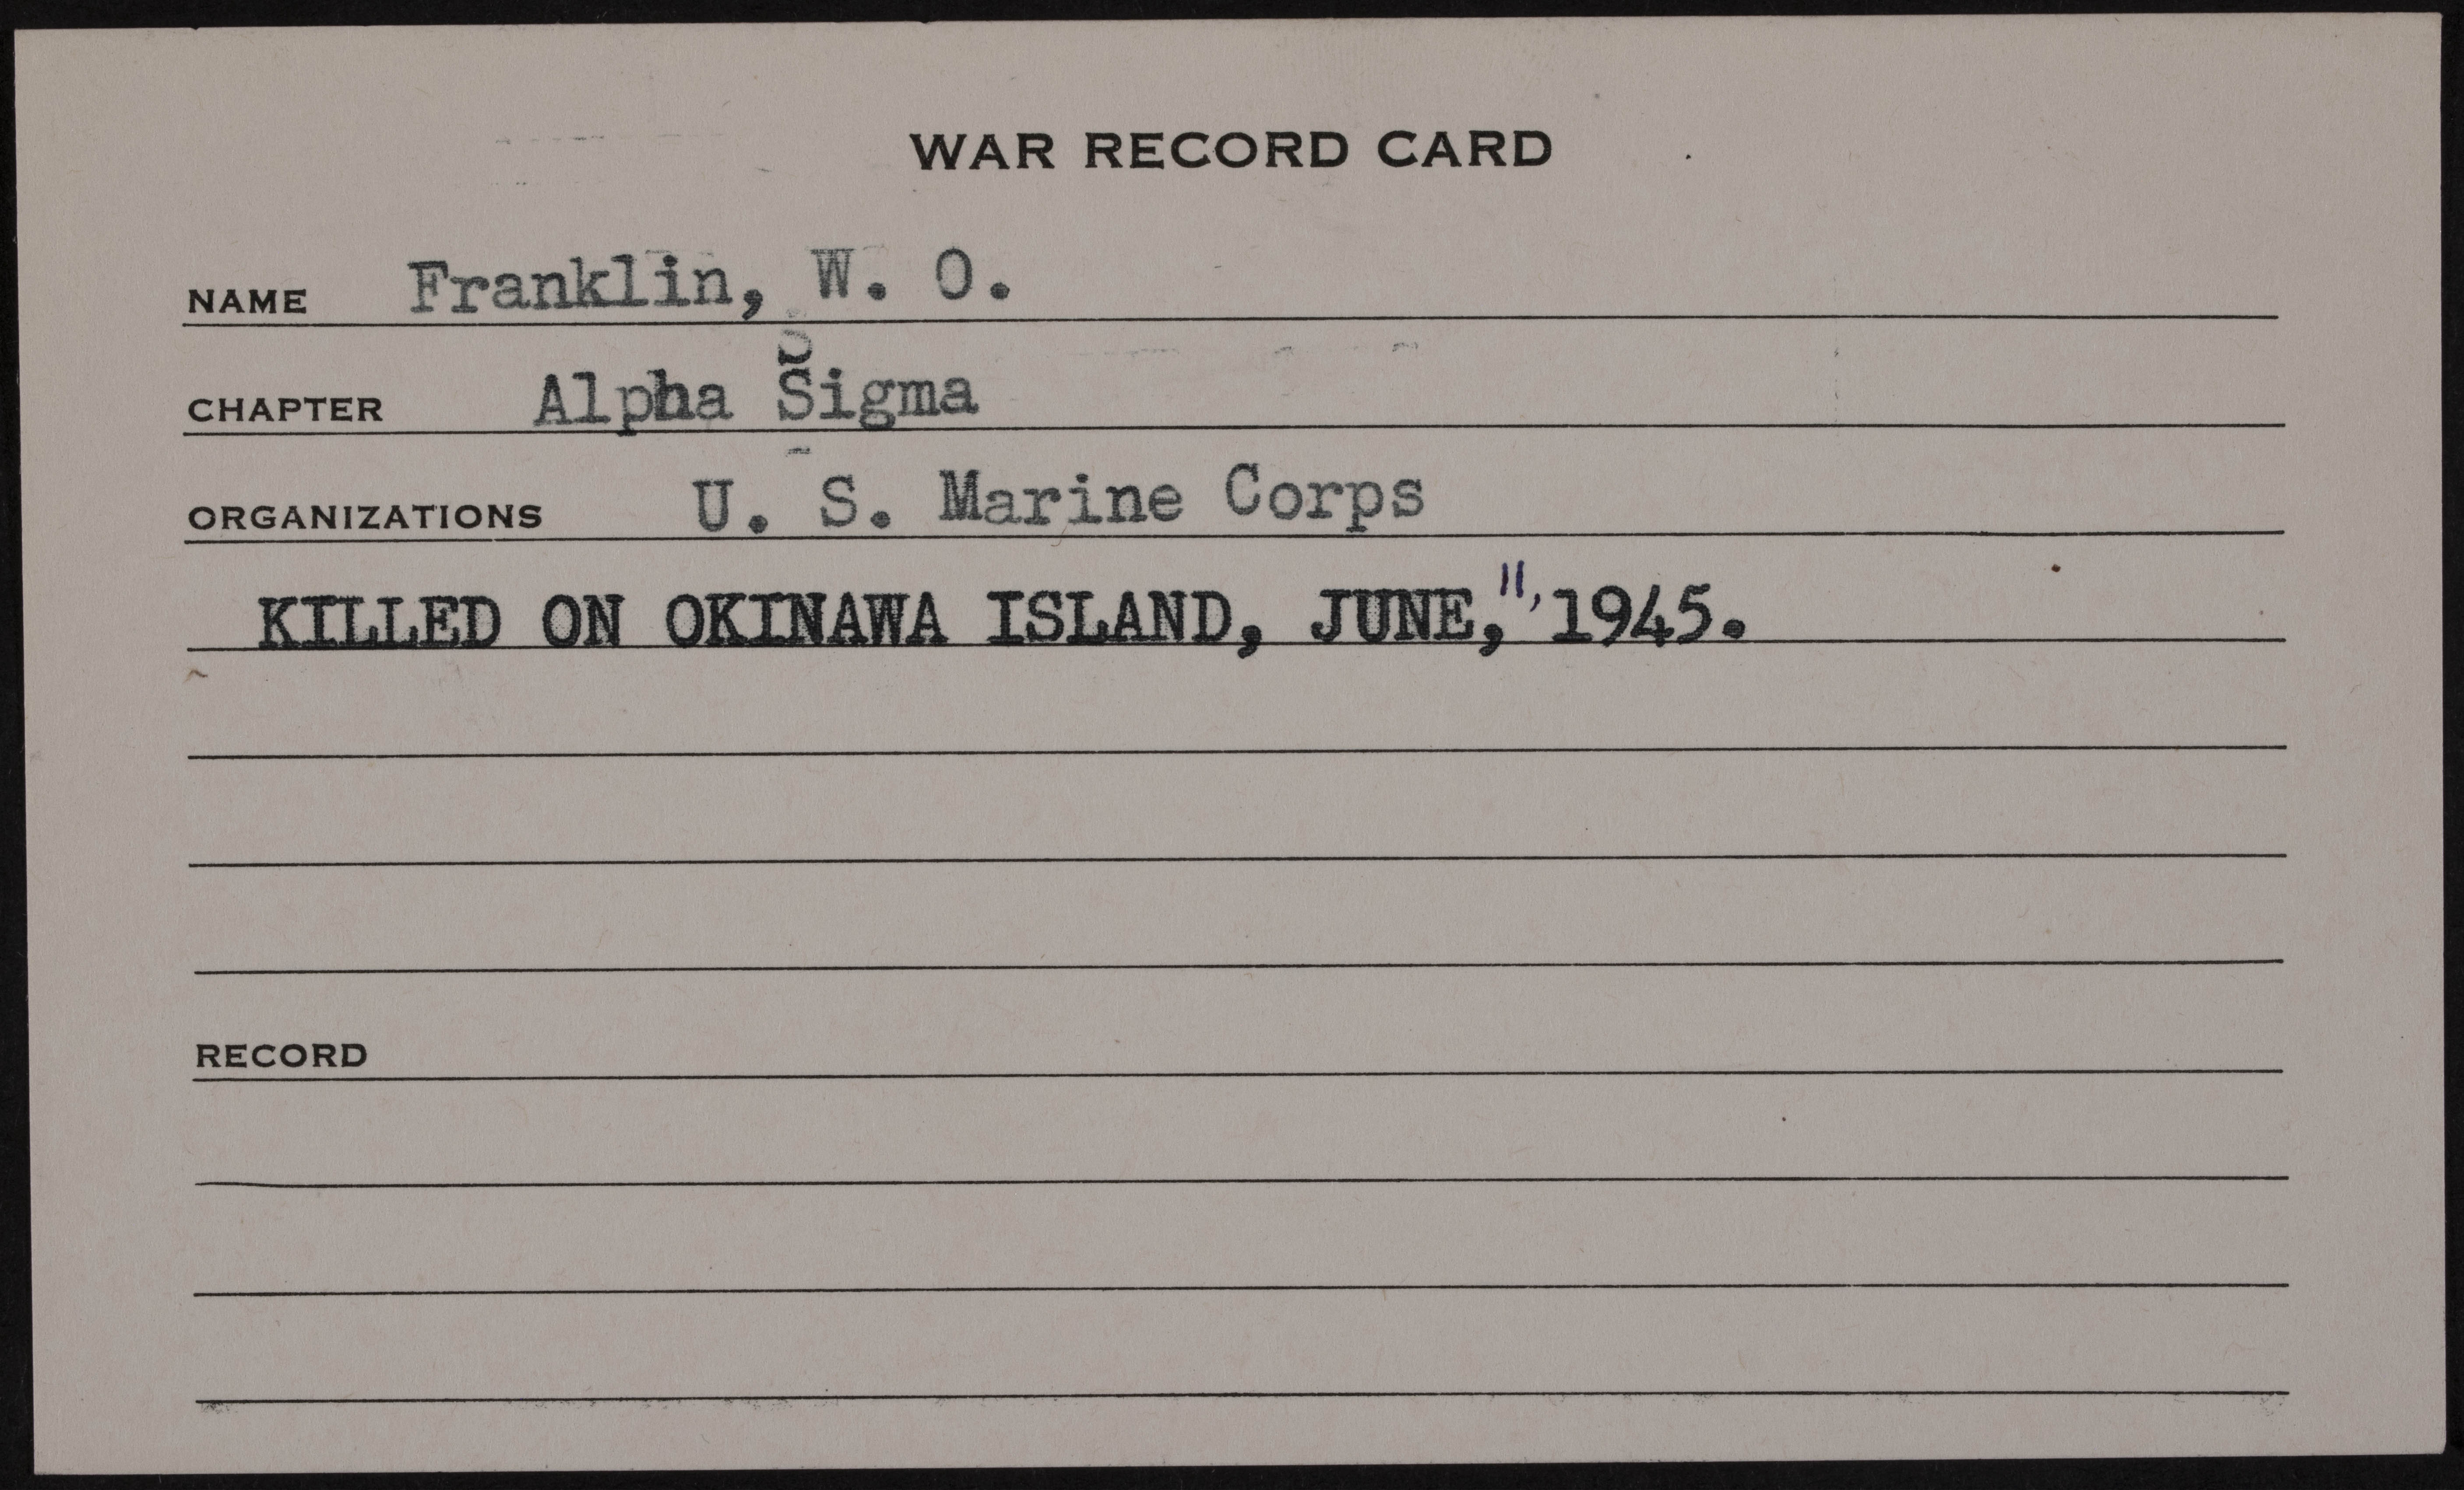 WAR RECORD CARD
NAME Franklin, W. O.
CHAPTER Alpha Sigma
ORGANIZATIONS U. S. Marine Corps
KILLED ON OKINAWA ISLAND, JUNE, 11, 1945.
RECORD